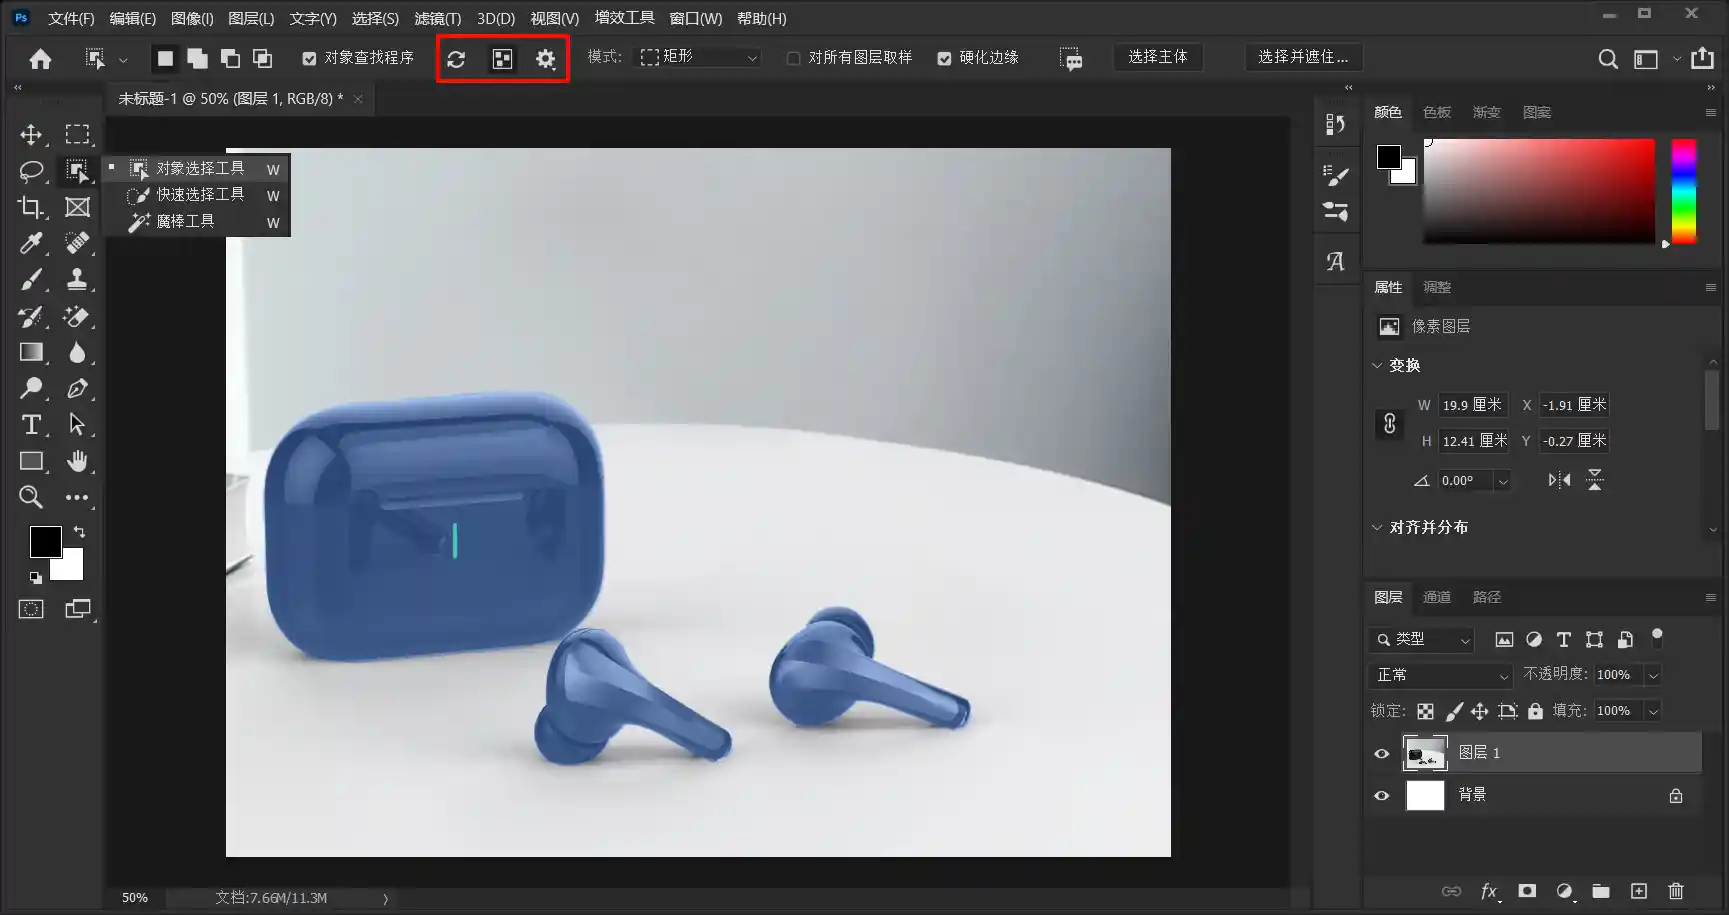 Ps 文件(F) 编辑(E) 图像(I) 图层(L) 文字(Y) 选择(S) 滤镜(T) 3D(D) 视图(V) 增效工具 窗口(W) 帮助(H)
对象查找程序 模式: 矩形 对所有图层取样 硬化边缘 选择主体 选择并遮住...
未标题-1 @ 50% (图层 1, RGB/8) *
对象选择工具 W
快速选择工具 W
魔棒工具 W
颜色 色板 渐变 图案
属性 调整
像素图层
变换
W 19.9 厘米 X -1.91 厘米
H 12.41 厘米 Y -0.27 厘米
0.00°
对齐并分布
图层 通道 路径
类型
正常 不透明度: 100%
锁定: 填充: 100%
图层 1
背景
fx
50% 文档:7.66M/11.3M